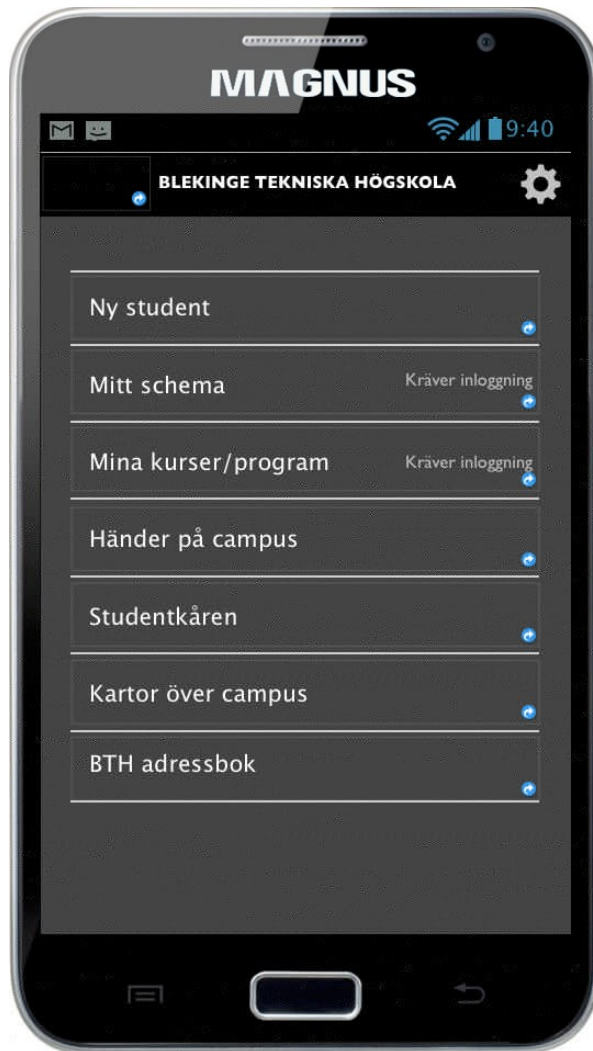 MAGNUS
9:40
BLEKINGE TEKNISKA HÖGSKOLA
Ny student
Mitt schema Kräver inloggning
Mina kurser/program Kräver inloggning
Händer på campus
Studentkåren
Kartor över campus
BTH adressbok